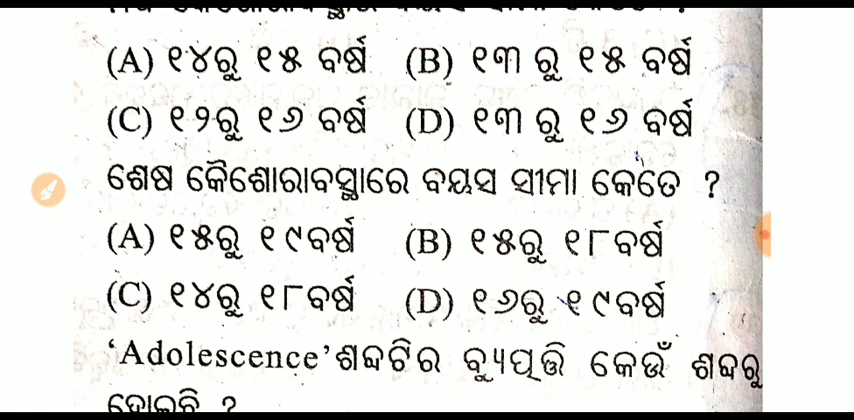 (A) ୧୪ରୁ ୧୫ ବର୍ଷ (B) ୧୩ ରୁ ୧୫ ବର୍ଷ
(C) ୧୨ରୁ ୧୬ ବର୍ଷ (D) ୧୩ ରୁ ୧୬ ବର୍ଷ
ଶେଷ କୈଶୋରାବସ୍ଥାରେ ବୟସ ସୀମା କେତେ ?
(A) ୧୫ରୁ ୧୯ବର୍ଷ (B) ୧୫ରୁ ୧୮ବର୍ଷ
(C) ୧୪ରୁ ୧୮ବର୍ଷ (D) ୧୬ରୁ ୧୯ବର୍ଷ
‘Adolescence’ଶବ୍ଦଟିର ବ୍ୟୁତ୍ପତ୍ତି କେଉଁ ଶବ୍ଦରୁ
ହୋଇଛି ?